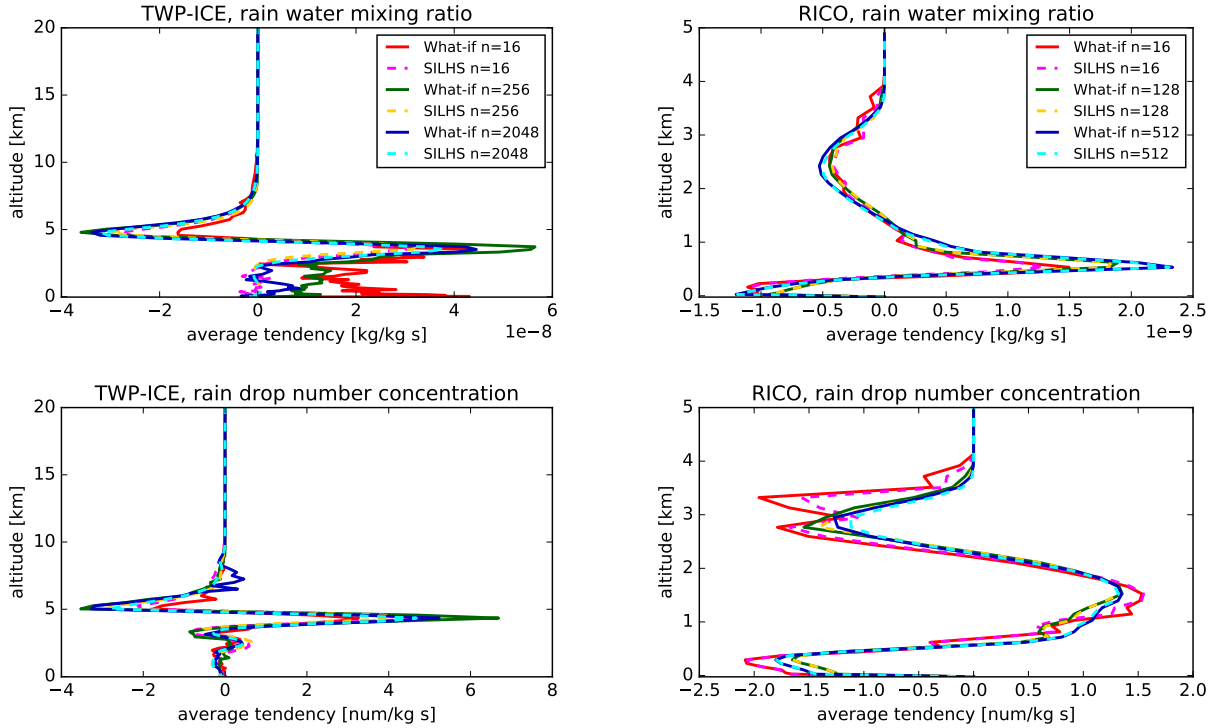 TWP-ICE, rain water mixing ratio
20
15
10
5
0
altitude [km]
What-if n=16
SILHS n=16
What-if n=256
SILHS n=256
What-if n=2048
SILHS n=2048
−4 −2 0 2 4 6
1e−8
average tendency [kg/kg s]
RICO, rain water mixing ratio
5
4
3
2
1
0
altitude [km]
What-if n=16
SILHS n=16
What-if n=128
SILHS n=128
What-if n=512
SILHS n=512
−1.5 −1.0 −0.5 0.0 0.5 1.0 1.5 2.0 2.5
1e−9
average tendency [kg/kg s]
TWP-ICE, rain drop number concentration
20
15
10
5
0
altitude [km]
−4 −2 0 2 4 6 8
average tendency [num/kg s]
RICO, rain drop number concentration
5
4
3
2
1
0
altitude [km]
−2.5 −2.0 −1.5 −1.0 −0.5 0.0 0.5 1.0 1.5 2.0
average tendency [num/kg s]